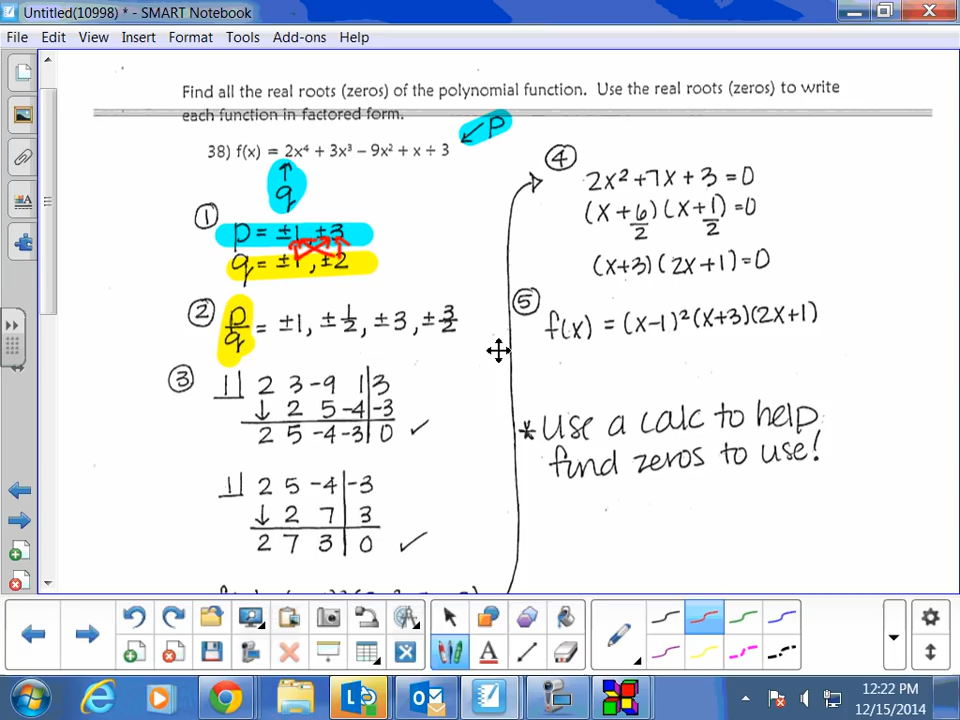 Untitled(10998) * - SMART Notebook
File Edit View Insert Format Tools Add-ons Help
Find all the real roots (zeros) of the polynomial function. Use the real roots (zeros) to write
each function in factored form.
38) f(x) = 2x⁴ + 3x³ – 9x² + x ÷ 3
↙ P
↑
q
①
p = ±1, ±3
q = ±1, ±2
② p/q = ±1, ± 1/2, ±3, ± 3/2
③ 1| 2 3 -9 1 | 3
↓ 2 5 -4 | -3
2 5 -4 -3 | 0 ✓
1| 2 5 -4 | -3
↓ 2 7 | 3
2 7 3 | 0 ✓
④
2x² + 7x + 3 = 0
(x + 6/2)(x + 1/2) = 0
(x+3)(2x+1) = 0
⑤
f(x) = (x-1)²(x+3)(2x+1)
*Use a calc to help
find zeros to use!
12:22 PM
12/15/2014